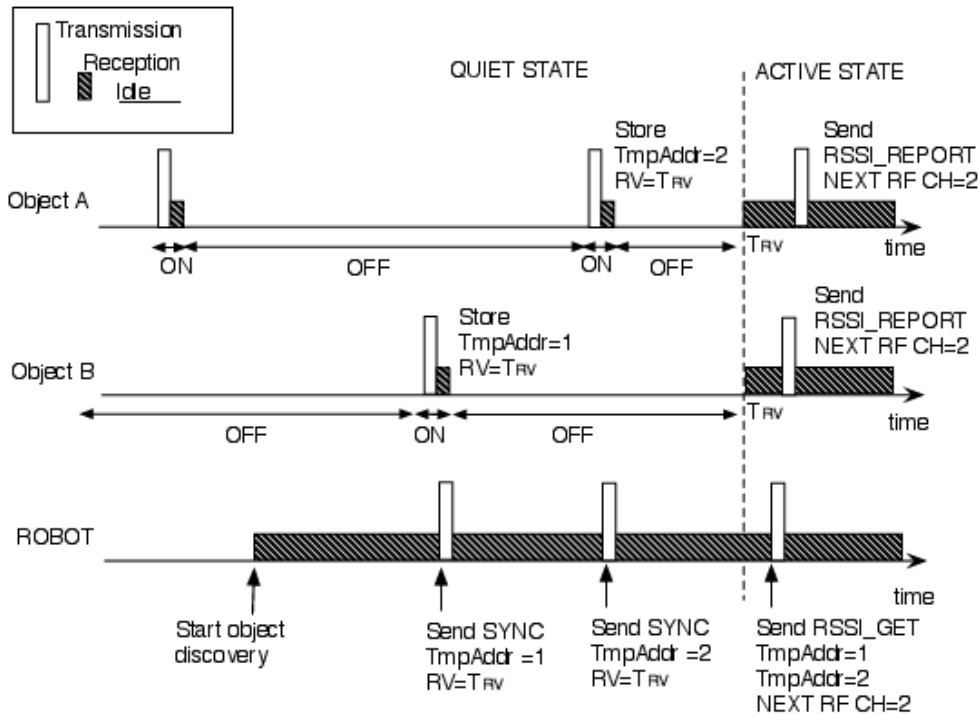 Transmission
Reception
Idle
QUIET STATE
ACTIVE STATE
Store
TmpAddr=2
RV=TRV
Send
RSSI_REPORT
NEXT RF CH=2
Object A
TRV
time
ON
OFF
ON
OFF
Store
TmpAddr=1
RV=TRV
Send
RSSI_REPORT
NEXT RF CH=2
Object B
TRV
time
OFF
ON
OFF
ROBOT
time
Start object
discovery
Send SYNC
TmpAddr =1
RV=TRV
Send SYNC
TmpAddr =2
RV=TRV
Send RSSI_GET
TmpAddr=1
TmpAddr=2
NEXT RF CH=2